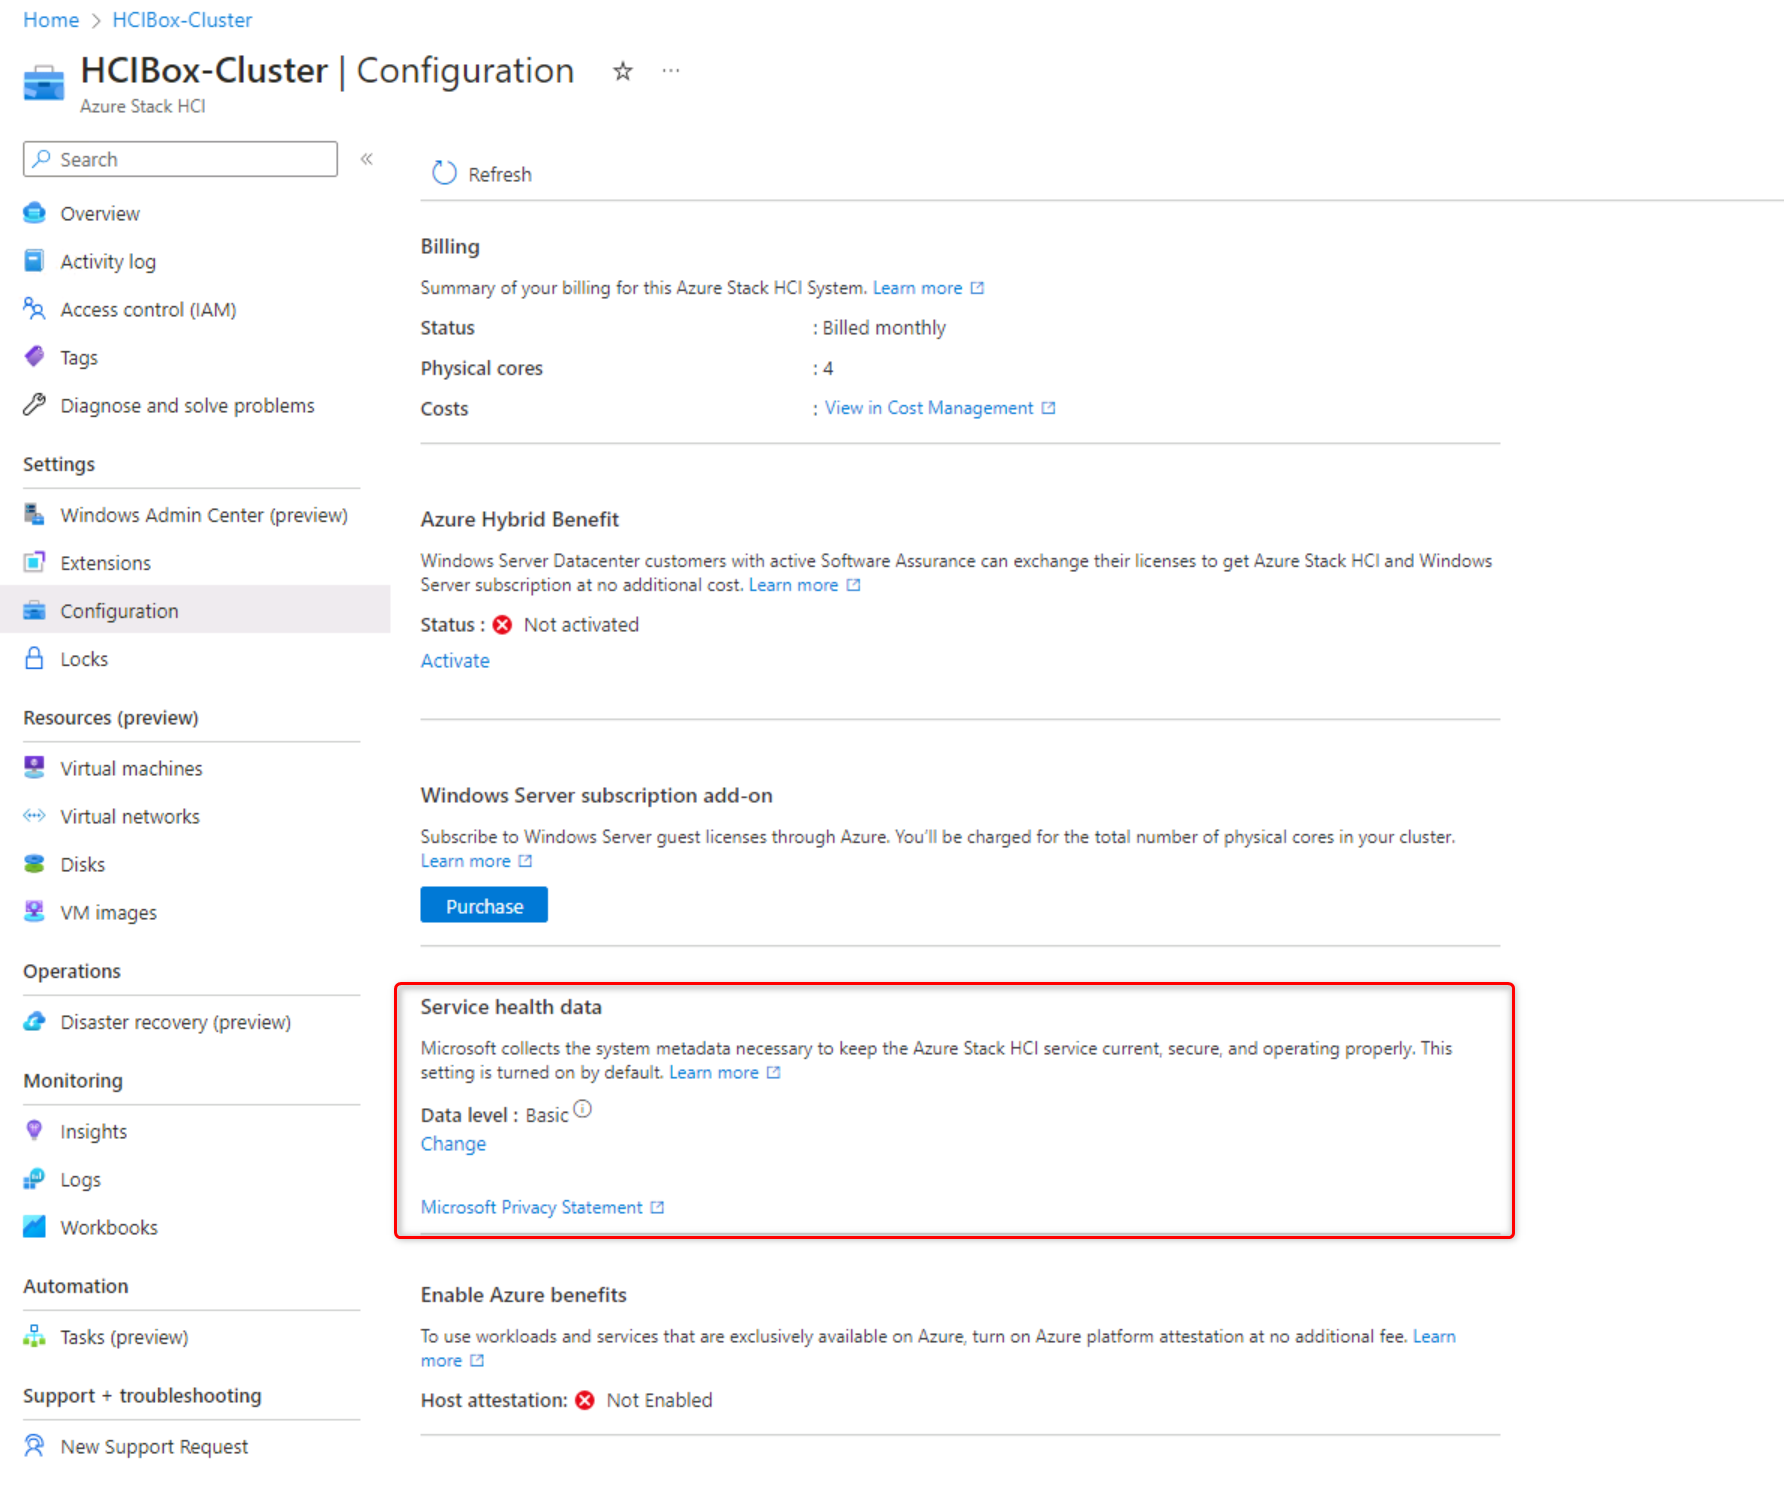 Home > HCIBox-Cluster
HCIBox-Cluster | Configuration
Azure Stack HCI
Search
Overview
Activity log
Access control (IAM)
Tags
Diagnose and solve problems
Settings
Windows Admin Center (preview)
Extensions
Configuration
Locks
Resources (preview)
Virtual machines
Virtual networks
Disks
VM images
Operations
Disaster recovery (preview)
Monitoring
Insights
Logs
Workbooks
Automation
Tasks (preview)
Support + troubleshooting
New Support Request
Refresh
Billing
Summary of your billing for this Azure Stack HCI System. Learn more
Status : Billed monthly
Physical cores : 4
Costs : View in Cost Management
Azure Hybrid Benefit
Windows Server Datacenter customers with active Software Assurance can exchange their licenses to get Azure Stack HCI and Windows
Server subscription at no additional cost. Learn more
Status : Not activated
Activate
Windows Server subscription add-on
Subscribe to Windows Server guest licenses through Azure. You'll be charged for the total number of physical cores in your cluster.
Learn more
Purchase
Service health data
Microsoft collects the system metadata necessary to keep the Azure Stack HCI service current, secure, and operating properly. This
setting is turned on by default. Learn more
Data level : Basic
Change
Microsoft Privacy Statement
Enable Azure benefits
To use workloads and services that are exclusively available on Azure, turn on Azure platform attestation at no additional fee. Learn
more
Host attestation: Not Enabled